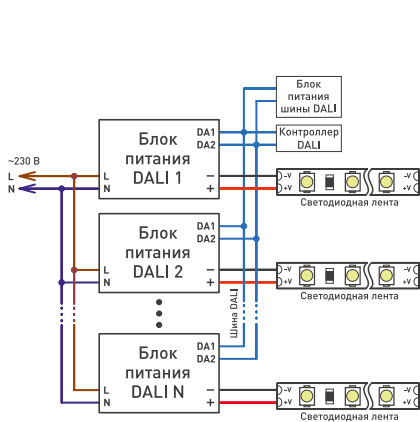 Блок
питания
шины DALI
Контроллер
DALI
~230 В
L
N
Блок
питания
DALI 1
DA1
DA2
L
N
–
+
-V
+V
Светодиодная лента
Блок
питания
DALI 2
DA1
DA2
L
N
–
+
-V
+V
Светодиодная лента
Шина DALI
Блок
питания
DALI N
DA1
DA2
L
N
–
+
-V
+V
-V
+V
Светодиодная лента